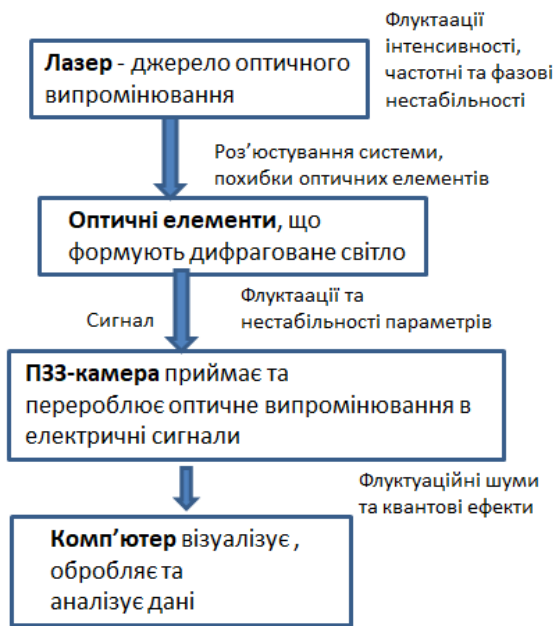 Флуктаації
інтенсивності,
частотні та фазові
нестабільності
Лазер - джерело оптичного
випромінювання
Роз’юстування системи,
похибки оптичних елементів
Оптичні елементи, що
формують дифраговане світло
Флуктаації та
нестабільності параметрів
Сигнал
ПЗЗ-камера приймає та
перероблює оптичне випромінювання в
електричні сигнали
Флуктуаційні шуми
та квантові ефекти
Комп’ютер візуалізує ,
обробляє та
аналізує дані